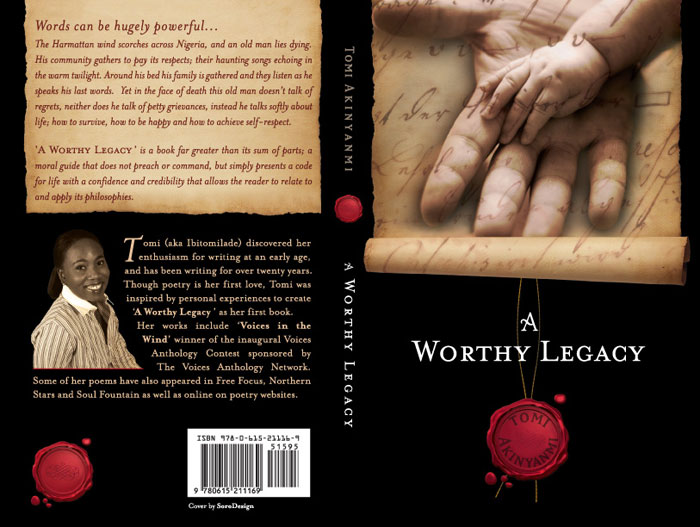 Words can be hugely powerful...
The Harmattan wind scorches across Nigeria, and an old man lies dying.
His community gathers to pay its respects; their haunting songs echoing in
the warm twilight. Around his bed his family is gathered and they listen as he
speaks his last words. Yet in the face of death this old man doesn't talk of
regrets, neither does he talk of petty grievances, instead he talks softly about
life; how to survive, how to be happy and how to achieve self-respect.
'A WORTHY LEGACY' is a book far greater than its sum of parts; a
moral guide that does not preach or command, but simply presents a code
for life with a confidence and credibility that allows the reader to relate to
and apply its philosophies.
Tomi (aka Ibitomilade) discovered her
enthusiasm for writing at an early age,
and has been writing for over twenty years.
Though poetry is her first love, Tomi was
inspired by personal experiences to create
'A Worthy Legacy' as her first book.
Her works include 'Voices in the
Wind' winner of the inaugural Voices
Anthology Contest sponsored by
The Voices Anthology Network.
Some of her poems have also appeared in Free Focus, Northern
Stars and Soul Fountain as well as online on poetry websites.
ISBN 978-0-615-21116-9
51595
9 780615 211169
Cover by SoroDesign
TOMI AKINYANMI
A WORTHY LEGACY
A
WORTHY LEGACY
TOMI
AKINYANMI